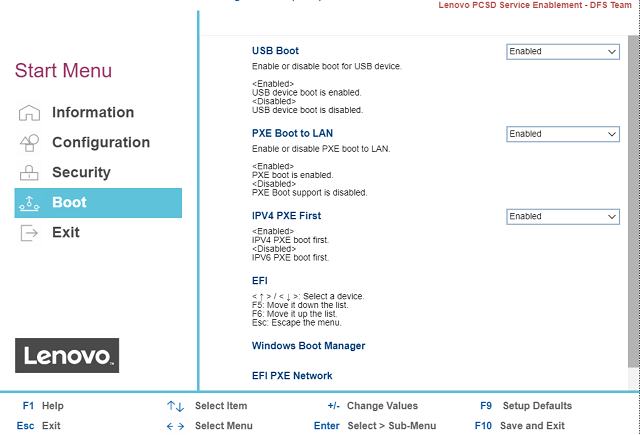 Lenovo PCSD Service Enablement - DFS Team
Start Menu
Information
Configuration
Security
Boot
Exit
Lenovo
USB Boot
Enabled
Enable or disable boot for USB device.
<Enabled>
USB device boot is enabled.
<Disabled>
USB device boot is disabled.
PXE Boot to LAN
Enabled
Enable or disable PXE boot to LAN.
<Enabled>
PXE boot is enabled.
<Disabled>
PXE Boot support is disabled.
IPV4 PXE First
Enabled
<Enabled>
IPV4 PXE boot first.
<Disabled>
IPV6 PXE boot first.
EFI
< ↑ > / < ↓ >: Select a device.
F5: Move it down the list.
F6: Move it up the list.
Esc: Escape the menu.
Windows Boot Manager
EFI PXE Network
F1 Help ↑↓ Select Item +/- Change Values F9 Setup Defaults
Esc Exit ←→ Select Menu Enter Select > Sub-Menu F10 Save and Exit